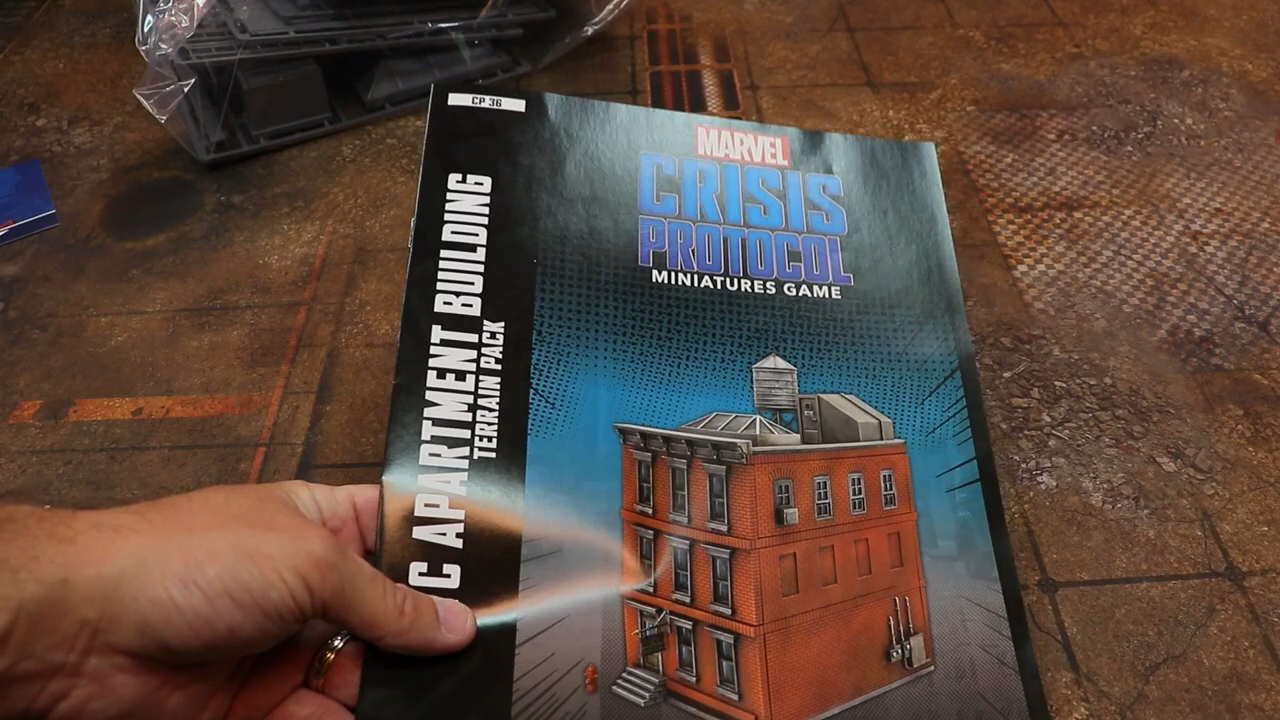 CP 36
MARVEL
CRISIS
PROTOCOL
MINIATURES GAME
C APARTMENT BUILDING
TERRAIN PACK